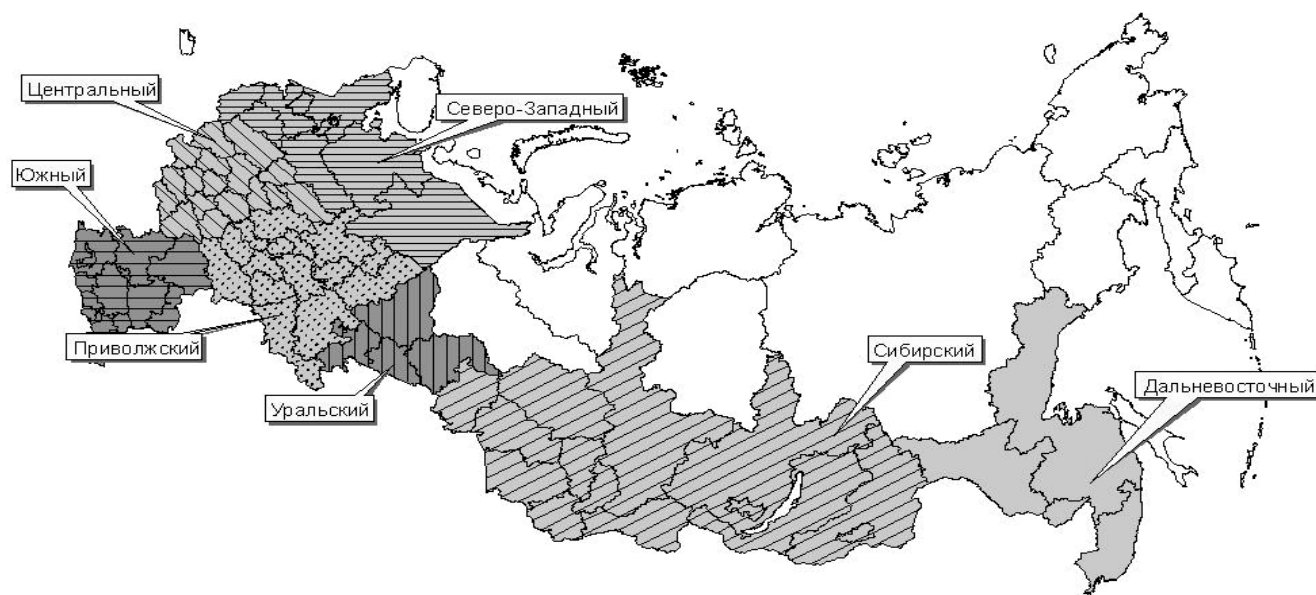 Центральный
Северо-Западный
Южный
Приволжский
Сибирский
Дальневосточный
Уральский